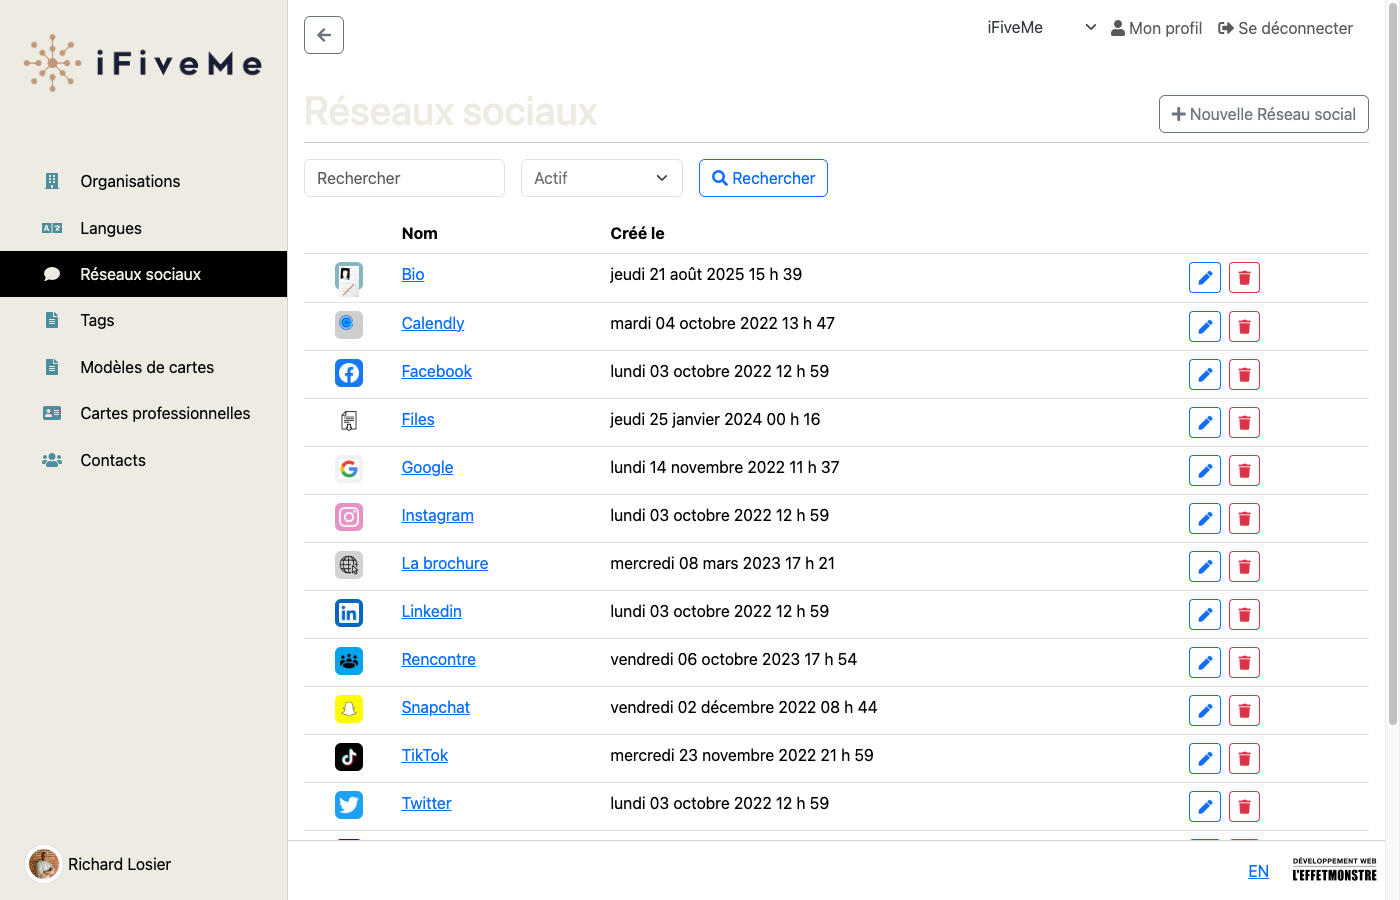 iFiveMe
iFiveMe
Mon profil
Se déconnecter
Réseaux sociaux
Nouvelle Réseau social
Organisations
Langues
Réseaux sociaux
Tags
Modèles de cartes
Cartes professionnelles
Contacts
Rechercher
Actif
Rechercher
Nom Créé le
Bio jeudi 21 août 2025 15 h 39
Calendly mardi 04 octobre 2022 13 h 47
Facebook lundi 03 octobre 2022 12 h 59
Files jeudi 25 janvier 2024 00 h 16
Google lundi 14 novembre 2022 11 h 37
Instagram lundi 03 octobre 2022 12 h 59
La brochure mercredi 08 mars 2023 17 h 21
Linkedin lundi 03 octobre 2022 12 h 59
Rencontre vendredi 06 octobre 2023 17 h 54
Snapchat vendredi 02 décembre 2022 08 h 44
TikTok mercredi 23 novembre 2022 21 h 59
Twitter lundi 03 octobre 2022 12 h 59
Richard Losier
EN
DÉVELOPPEMENT WEB
L'EFFETMONSTRE